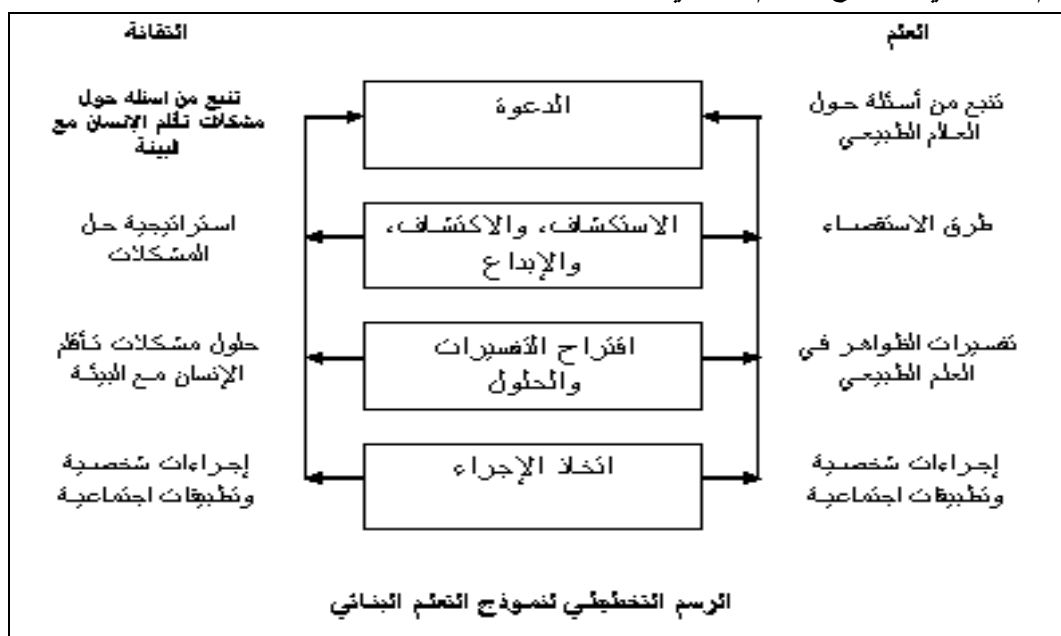 العلم
التقانة
تنبع من أسئلة حول
العالم الطبيعي
الدعوة
تنبع من اسئلة حول
مشكلات تأقلم الإنسان مع
البيئة
طرق الاستقصاء
الاستكشاف، والاكتشاف،
والإبداع
استراتيجية حل
المشكلات
تفسيرات الظواهر في
العلم الطبيعي
اقتراح التفسيرات
والحلول
حلول مشكلات تأقلم
الإنسان مع البيئة
إجراءات شخصية
وتطبيقات اجتماعية
اتخاذ الإجراء
إجراءات شخصية
وتطبيقات اجتماعية
الرسم التخطيطي لنموذج التعلم البنائي